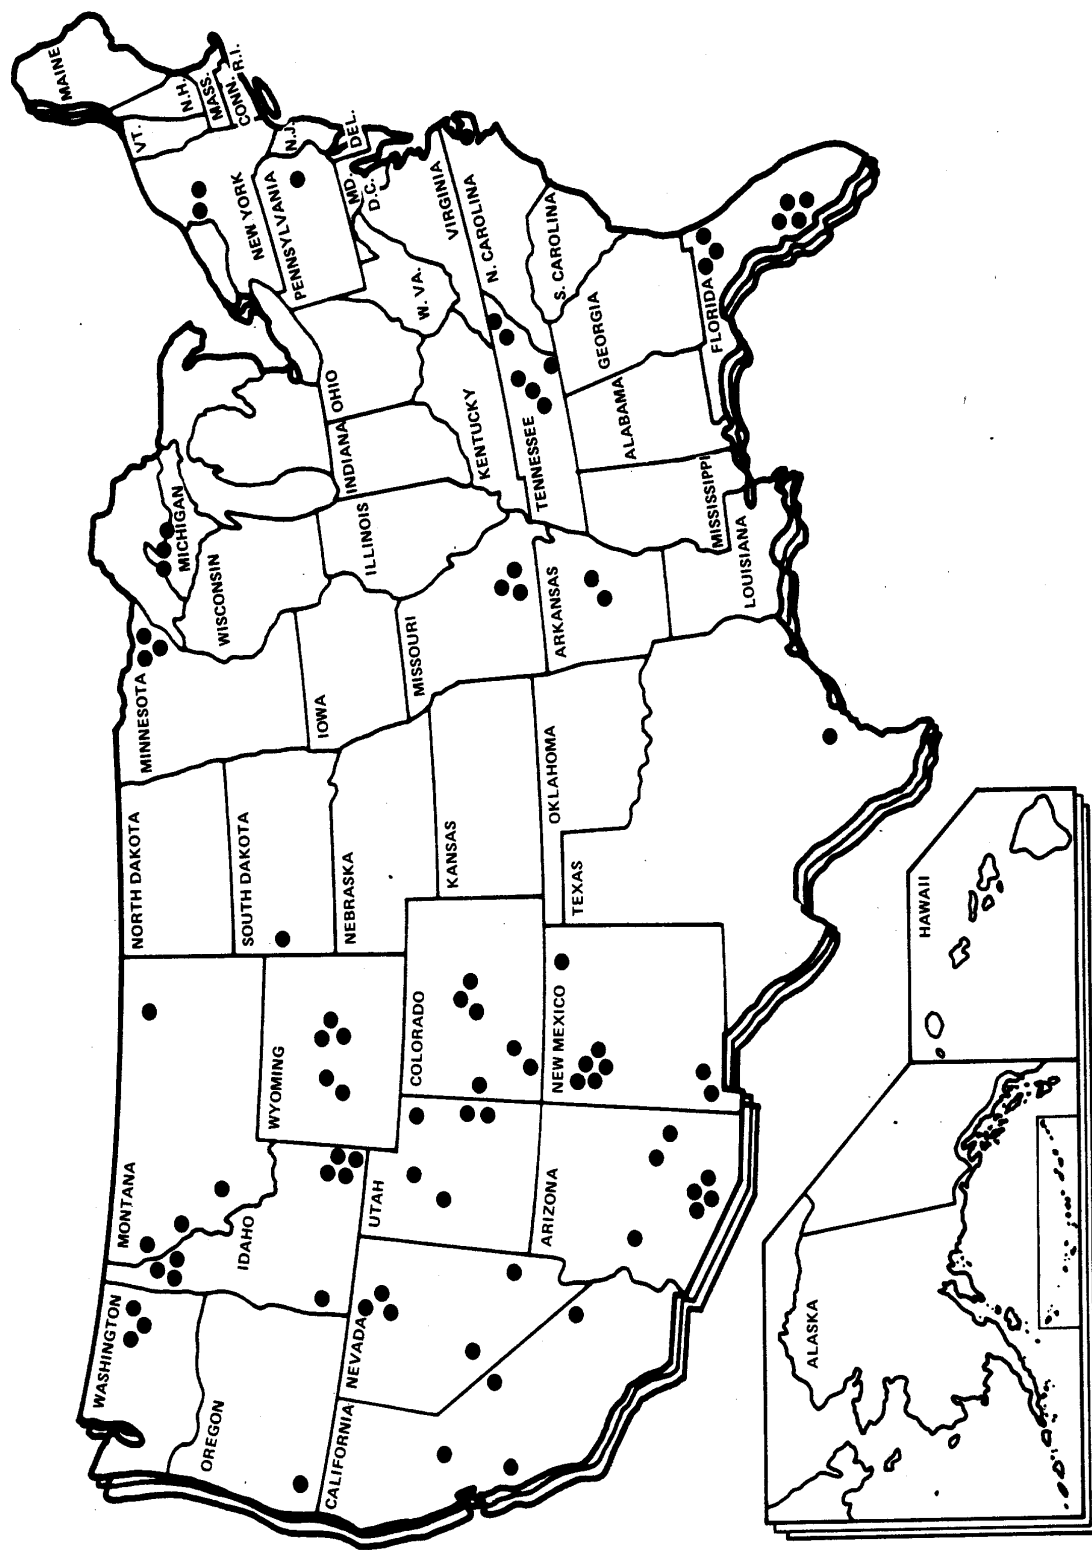 WASHINGTON
OREGON
CALIFORNIA
NEVADA
IDAHO
MONTANA
WYOMING
UTAH
ARIZONA
COLORADO
NEW MEXICO
NORTH DAKOTA
SOUTH DAKOTA
NEBRASKA
KANSAS
OKLAHOMA
TEXAS
MINNESOTA
IOWA
MISSOURI
ARKANSAS
LOUISIANA
WISCONSIN
ILLINOIS
MICHIGAN
INDIANA
OHIO
KENTUCKY
TENNESSEE
MISSISSIPPI
ALABAMA
GEORGIA
FLORIDA
S. CAROLINA
N. CAROLINA
VIRGINIA
W. VA.
MD.
D.C.
DEL.
PENNSYLVANIA
N.J.
NEW YORK
CONN.
R.I.
MASS.
VT.
N.H.
MAINE
ALASKA
HAWAII